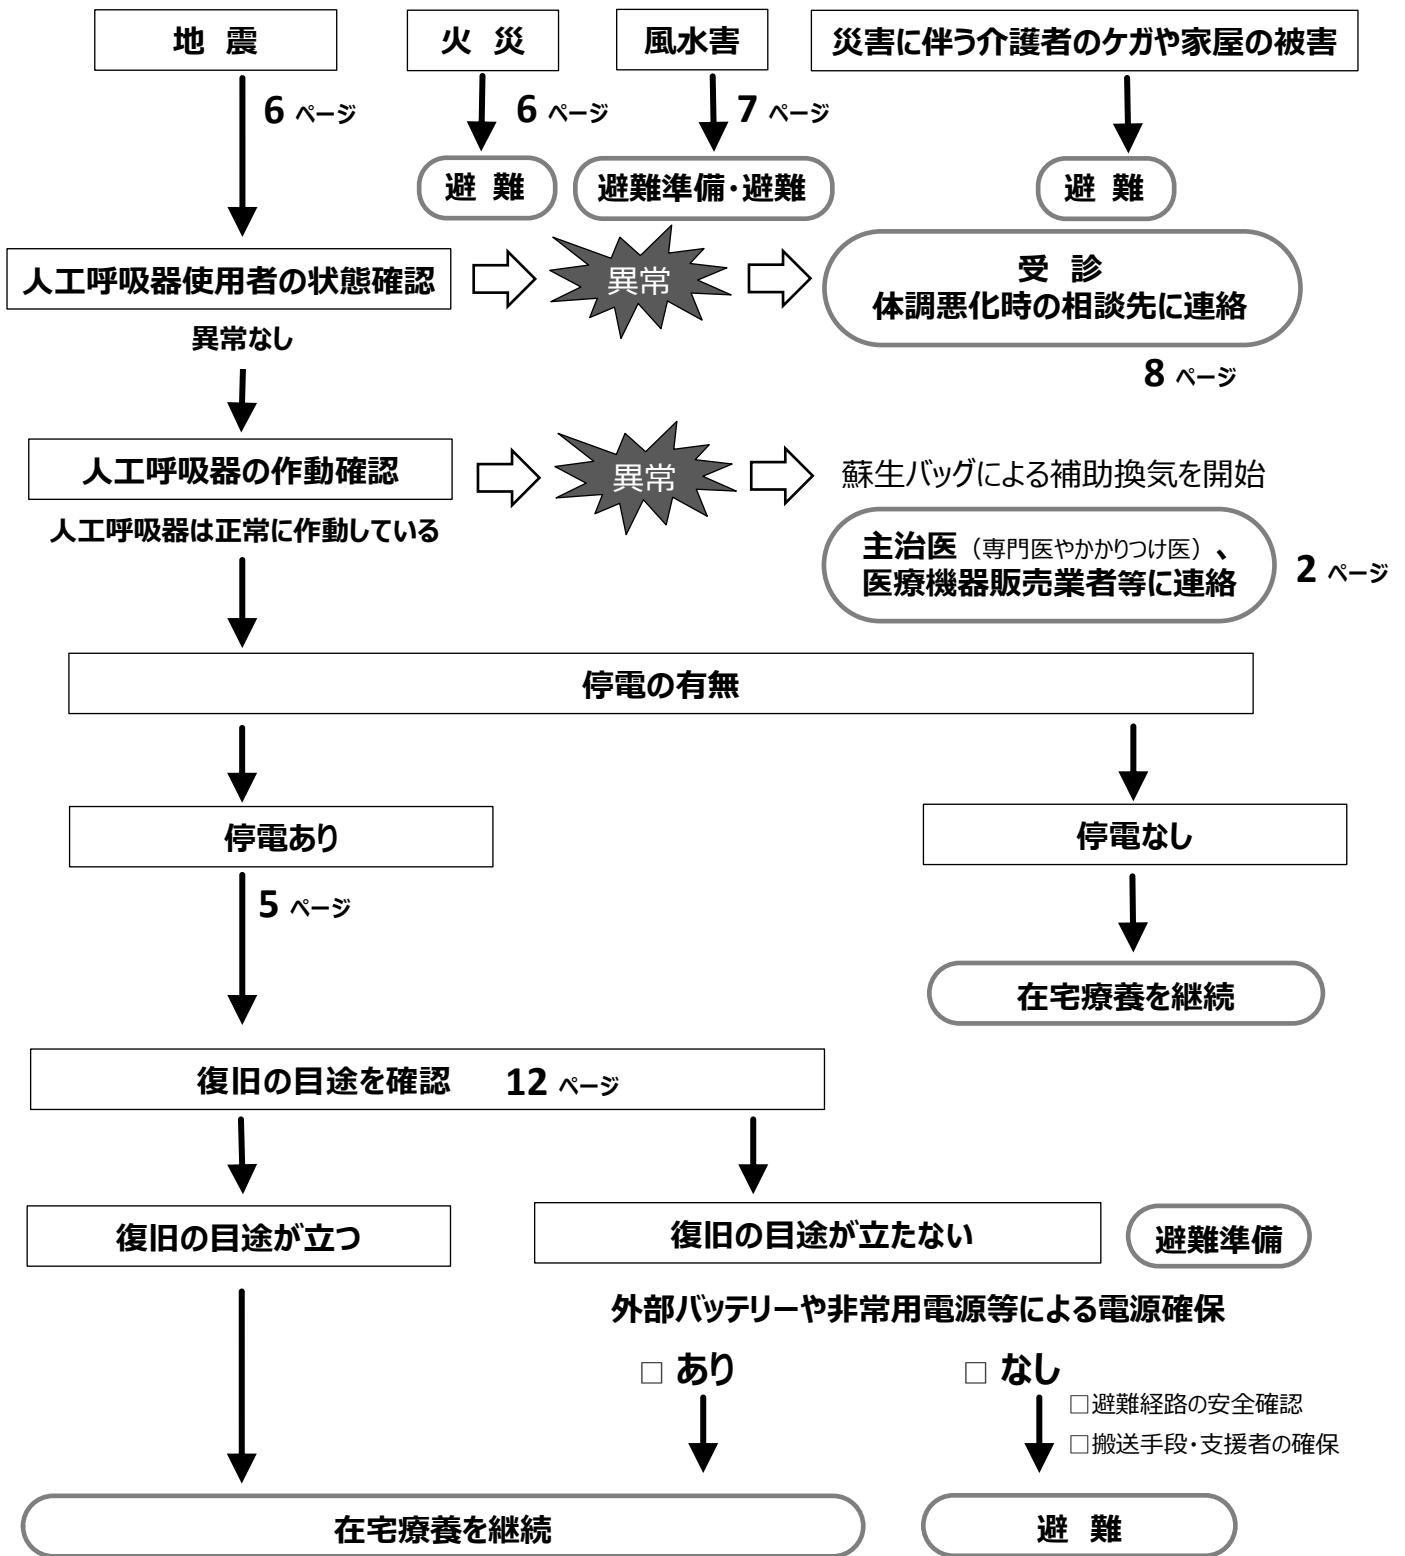 地 震
火 災
風水害
災害に伴う介護者のケガや家屋の被害
6 ページ
6 ページ
7 ページ
避 難
避難準備・避難
避 難
人工呼吸器使用者の状態確認
異常
受 診
体調悪化時の相談先に連絡
異常なし
8 ページ
人工呼吸器の作動確認
異常
蘇生バッグによる補助換気を開始
人工呼吸器は正常に作動している
主治医（専門医やかかりつけ医）、
医療機器販売業者等に連絡
2 ページ
停電の有無
停電あり
停電なし
5 ページ
在宅療養を継続
復旧の目途を確認 12 ページ
復旧の目途が立つ
復旧の目途が立たない
避難準備
外部バッテリーや非常用電源等による電源確保
□ あり
□ なし
□避難経路の安全確認
□搬送手段・支援者の確保
在宅療養を継続
避 難